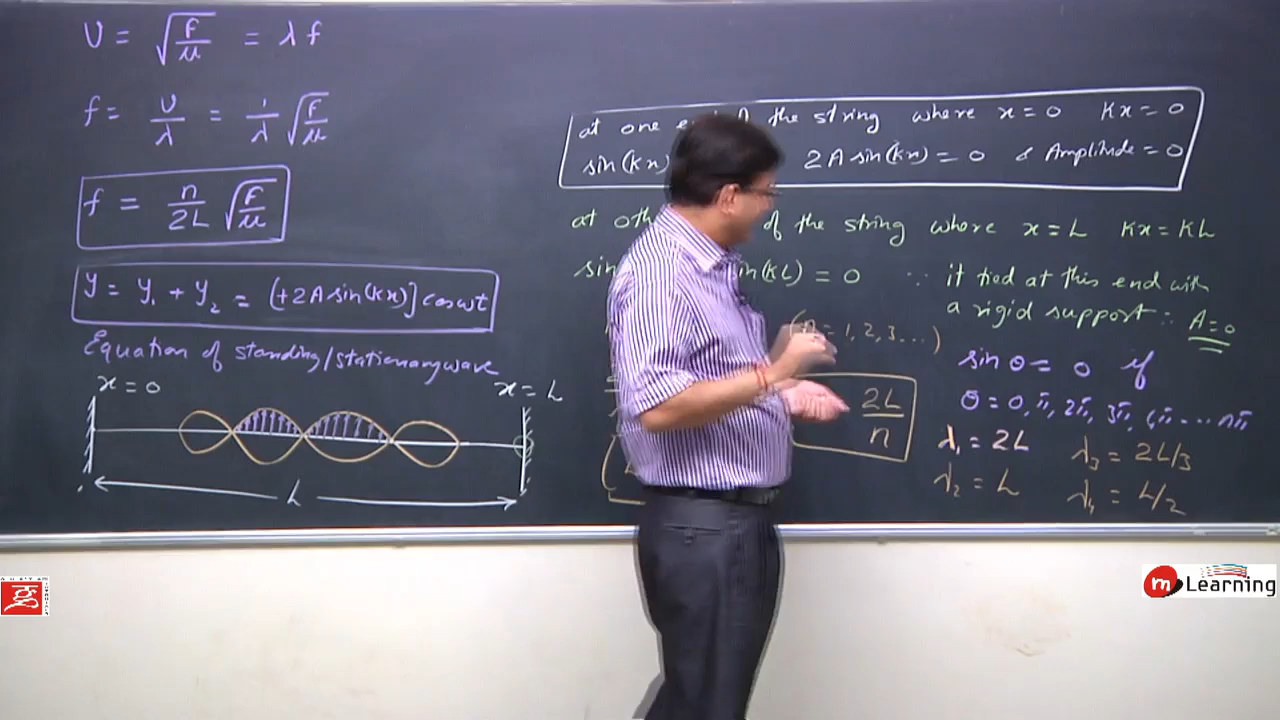 υ = √F/μ = λ f
f = υ/λ = 1/λ √F/μ
f = n/2L √F/μ
y = y₁ + y₂ = (+2A sin(kx)] cos ωt
Equation of standing/stationary wave
x = 0
x = L
L
at one the string where x = 0 Kx = 0
sin(Kx) 2A sin(Kx) = 0 & Amplitude = 0
at of the string where x = L Kx = KL
sin (KL) = 0 ∵ it tied at this end with
a rigid support ∴ A = 0
(n = 1, 2, 3 ...)
sin θ = 0 if
θ = 0, π, 2π, 3π, 4π ... nπ
2L/n
λ₁ = 2L λ₃ = 2L/3
λ₂ = L λ₄ = L/2
m Learning